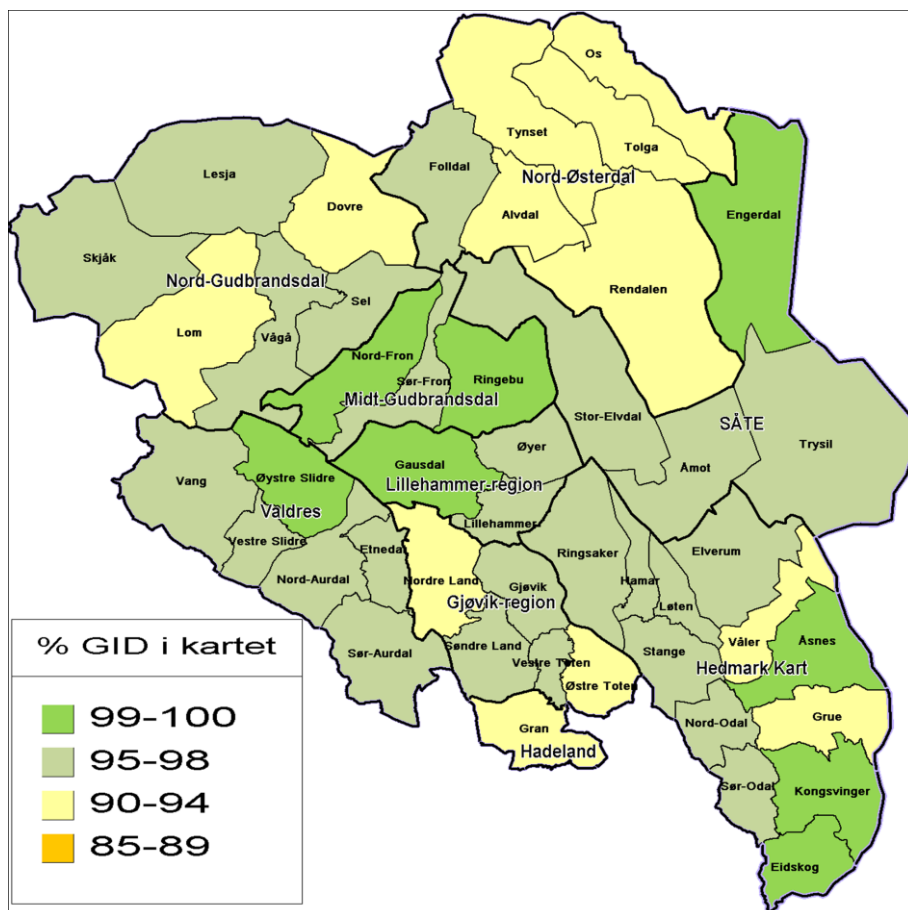 Os
Tynset
Tolga
Folldal
Lesja
Nord-Østerdal
Dovre
Alvdal
Engerdal
Skjåk
Nord-Gudbrandsdal
Rendalen
Sel
Lom
Vågå
Nord-Fron
Sør-Fron
Ringebu
Midt-Gudbrandsdal
Stor-Elvdal
SÅTE
Trysil
Øyer
Åmot
Gausdal
Øystre Slidre
Vang
Lillehammer-region
Valdres
Lillehammer
Vestre Slidre
Etnedal
Ringsaker
Elverum
Nord-Aurdal
Nordre Land
Gjøvik
Hamar
Løten
Gjøvik-region
Søndre Land
Våler
Åsnes
Sør-Aurdal
Vestre Toten
Stange
Hedmark Kart
Østre Toten
Nord-Odal
Grue
Gran
Hadeland
Sør-Odal
Kongsvinger
Eidskog
% GID i kartet
99-100
95-98
90-94
85-89